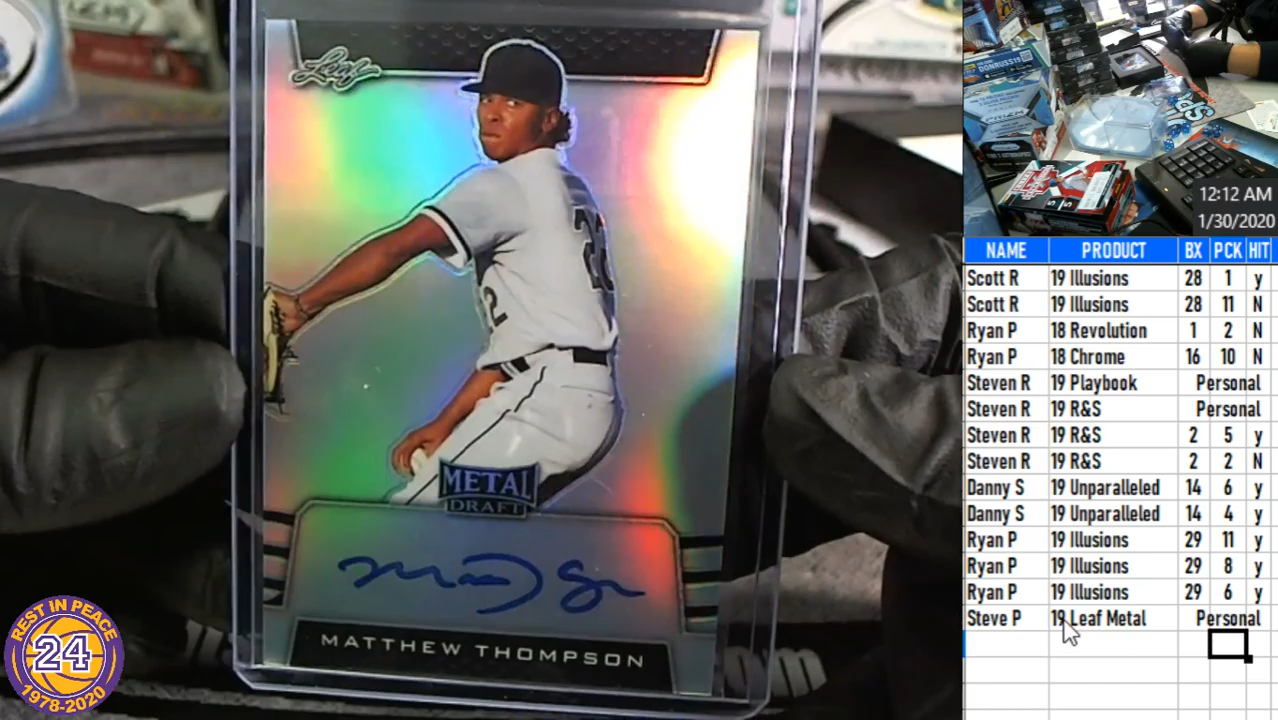 Leaf
22
2
METAL
DRAFT
MATTHEW THOMPSON
REST IN PEACE
24
1978-2020
DONRUSS
PRIZM
12:12 AM
1/30/2020
NAME PRODUCT BX PCK HIT
Scott R 19 Illusions 28 1 y
Scott R 19 Illusions 28 11 N
Ryan P 18 Revolution 1 2 N
Ryan P 18 Chrome 16 10 N
Steven R 19 Playbook Personal
Steven R 19 R&S Personal
Steven R 19 R&S 2 5 y
Steven R 19 R&S 2 2 N
Danny S 19 Unparalleled 14 6 y
Danny S 19 Unparalleled 14 4 y
Ryan P 19 Illusions 29 11 y
Ryan P 19 Illusions 29 8 y
Ryan P 19 Illusions 29 6 y
Steve P 19 Leaf Metal Personal